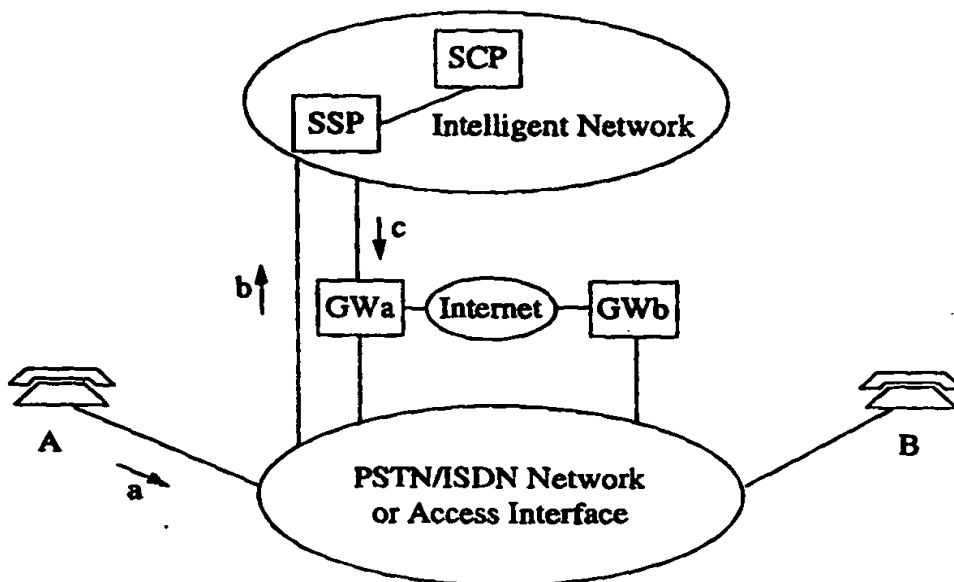 SCP
SSP
Intelligent Network
c
b
GWa
Internet
GWb
A
B
a
PSTN/ISDN Network
or Access Interface